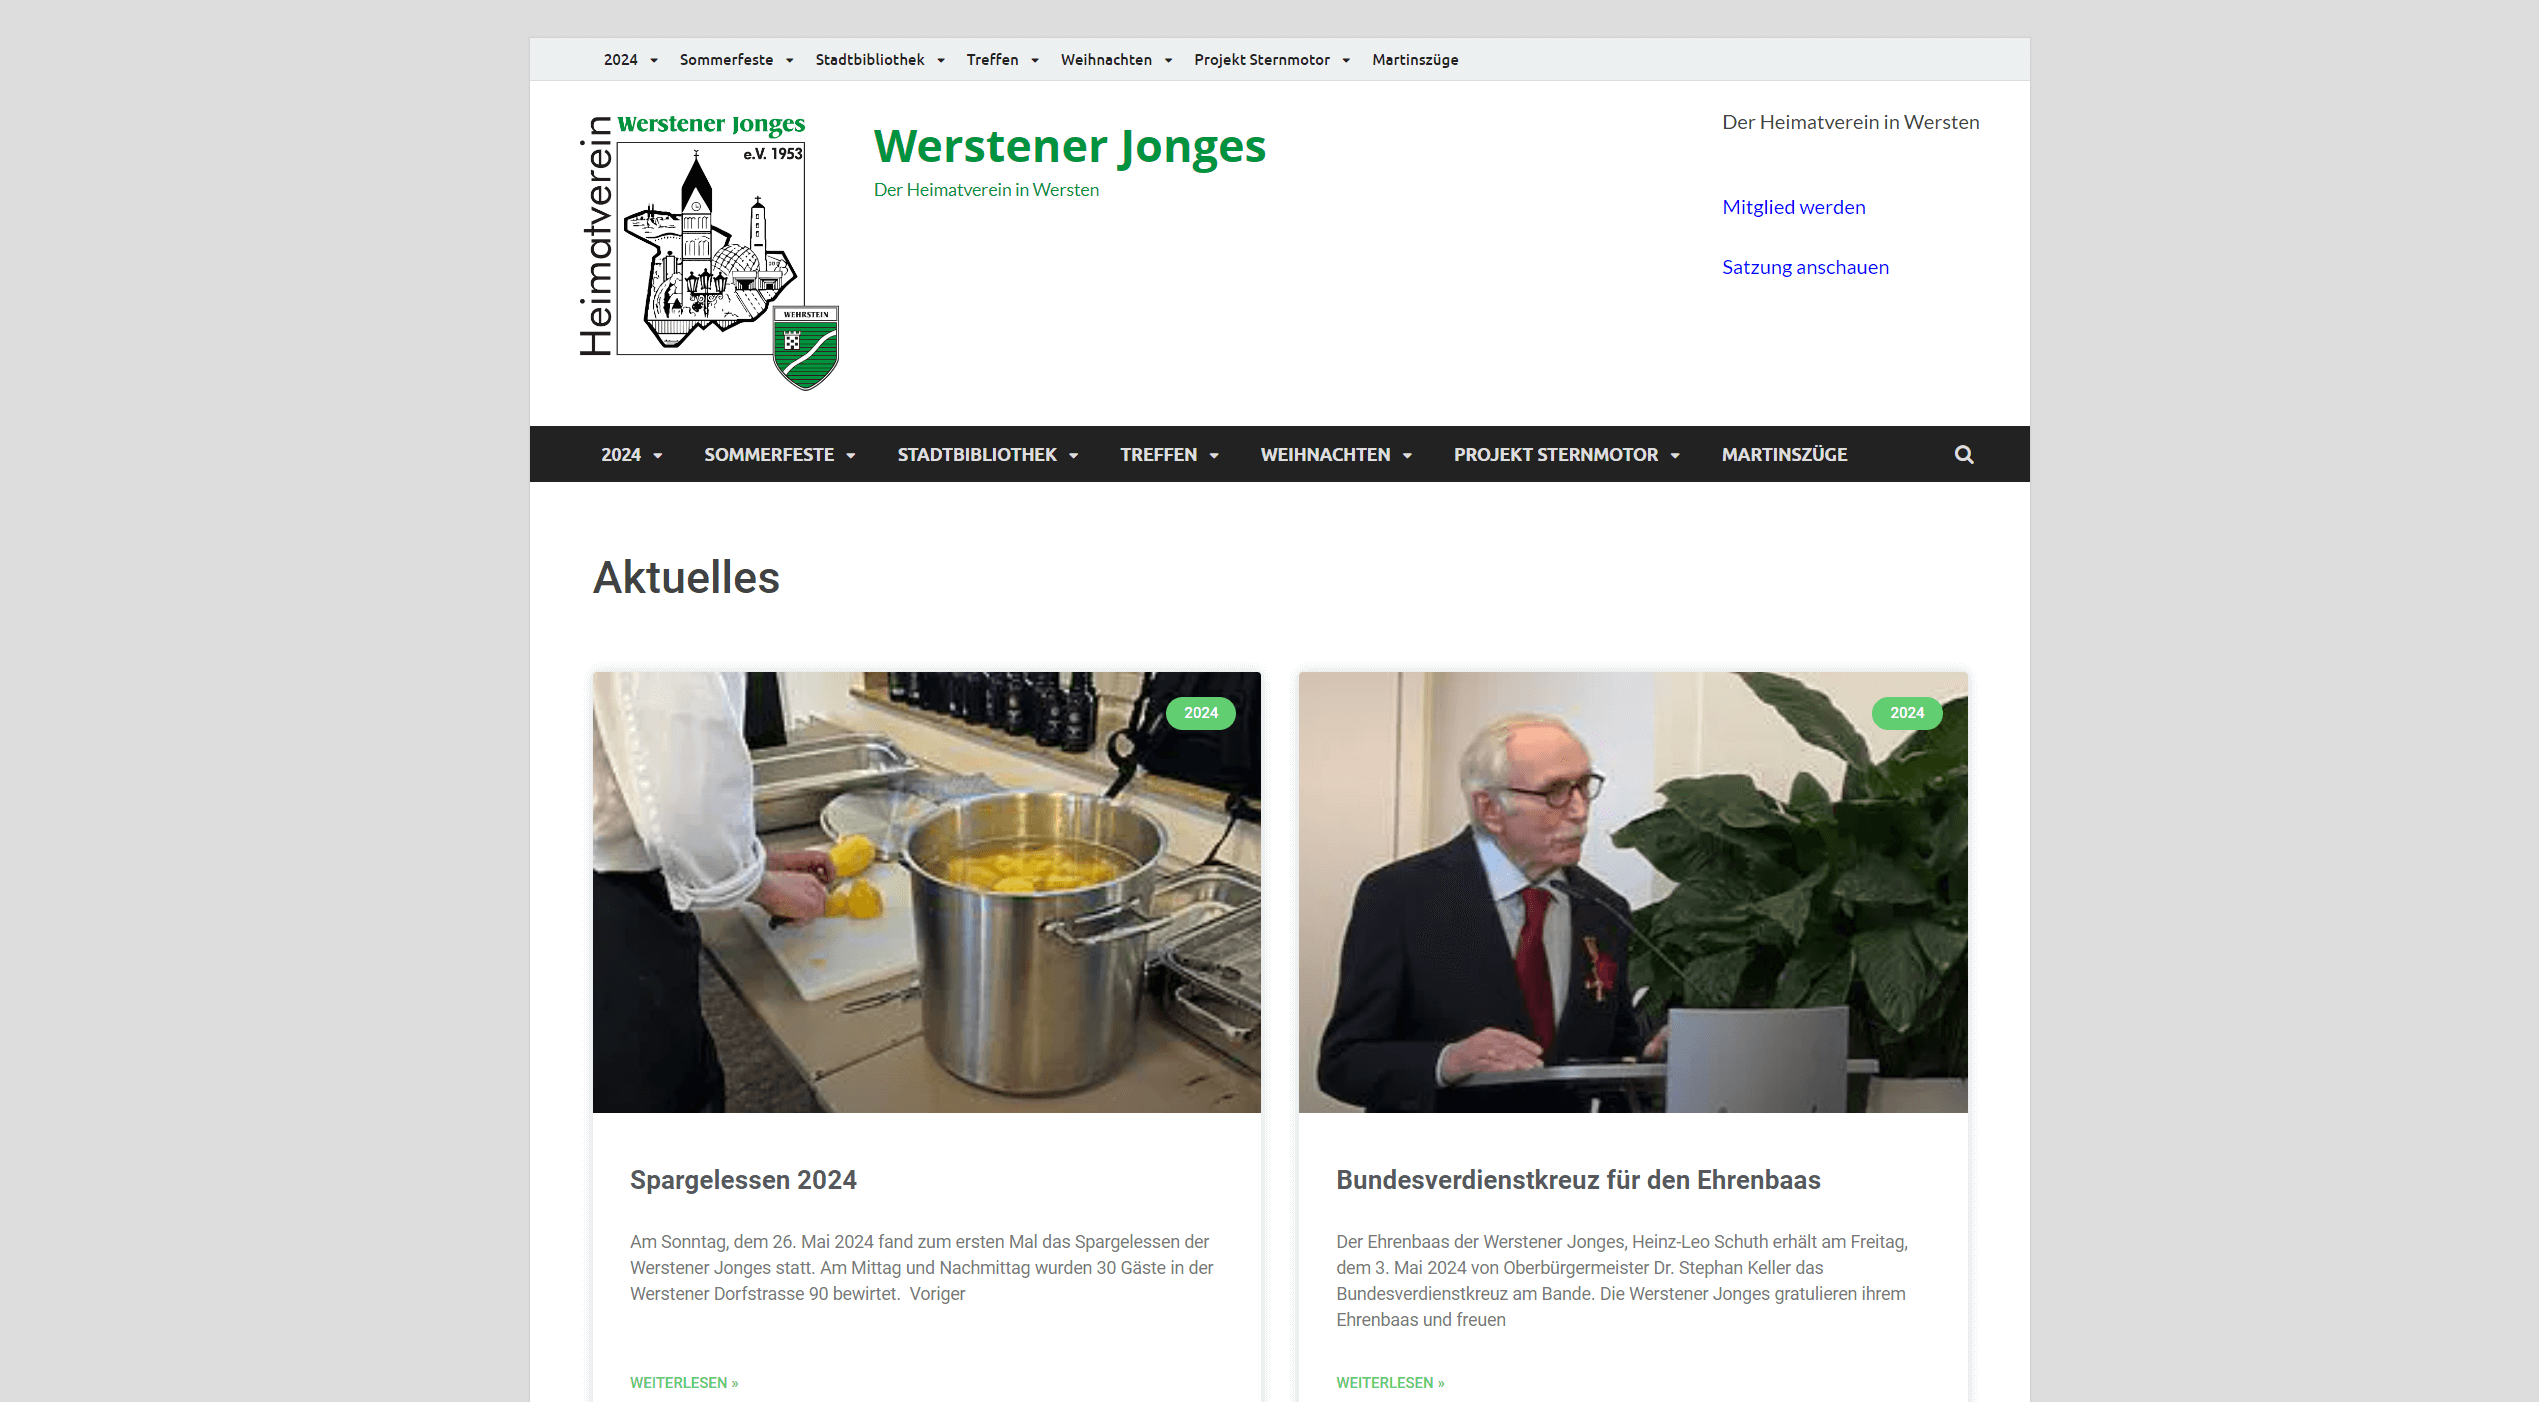 2024 Sommerfeste Stadtbibliothek Treffen Weihnachten Projekt Sternmotor Martinszüge
Heimatverein
Werstener Jonges
e.V. 1953
WEHRSTEIN
Werstener Jonges
Der Heimatverein in Wersten
Der Heimatverein in Wersten
Mitglied werden
Satzung anschauen
2024 SOMMERFESTE STADTBIBLIOTHEK TREFFEN WEIHNACHTEN PROJEKT STERNMOTOR MARTINSZÜGE
Aktuelles
2024
Spargelessen 2024
Am Sonntag, dem 26. Mai 2024 fand zum ersten Mal das Spargelessen der
Werstener Jonges statt. Am Mittag und Nachmittag wurden 30 Gäste in der
Werstener Dorfstrasse 90 bewirtet.  Voriger
WEITERLESEN »
2024
Bundesverdienstkreuz für den Ehrenbaas
Der Ehrenbaas der Werstener Jonges, Heinz-Leo Schuth erhält am Freitag,
dem 3. Mai 2024 von Oberbürgermeister Dr. Stephan Keller das
Bundesverdienstkreuz am Bande. Die Werstener Jonges gratulieren ihrem
Ehrenbaas und freuen
WEITERLESEN »